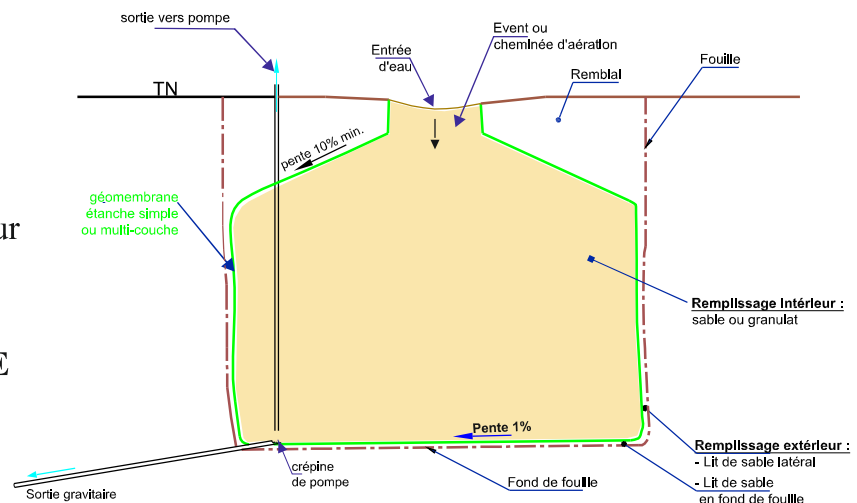 sortie vers pompe
Entrée
d'eau
Event ou
cheminée d'aération
Remblai
Fouille
TN
pente 10% min.
géomembrane
étanche simple
ou multi-couche
ur
Remplissage intérieur :
sable ou granulat
E
Pente 1%
Remplissage extérieur :
- Lit de sable latéral
- Lit de sable
en fond de fouille
crépine
de pompe
Fond de fouille
Sortie gravitaire